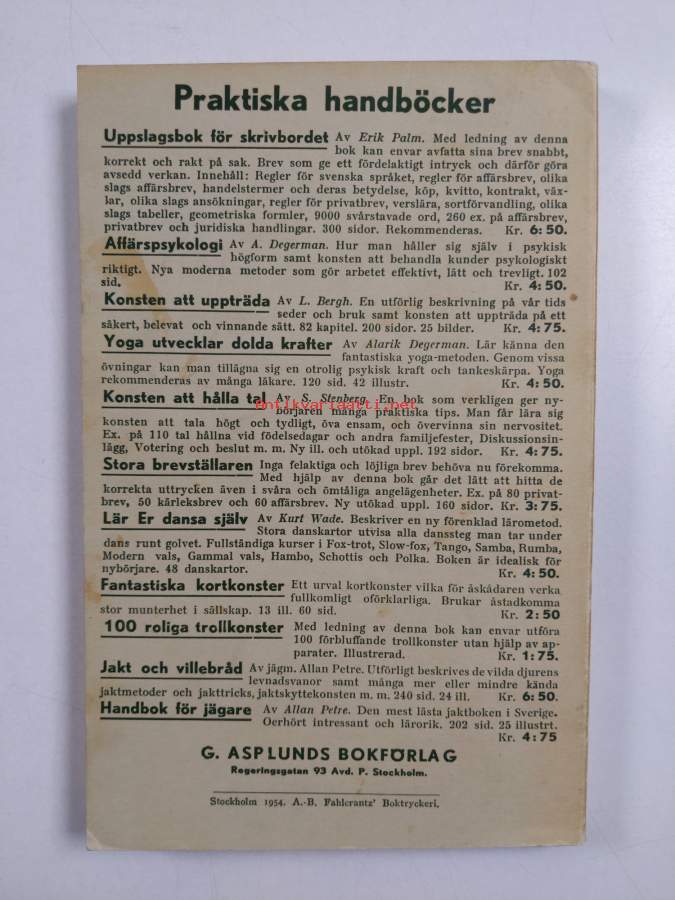 Praktiska handböcker
Uppslagsbok för skrivbordet Av Erik Palm. Med ledning av denna
bok kan envar avfatta sina brev snabbt,
korrekt och rakt på sak. Brev som ge ett fördelaktigt intryck och därför göra
avsedd verkan. Innehåll: Regler för svenska språket, regler för affärsbrev, olika
slags affärsbrev, handelstermer och deras betydelse, köp, kvitto, kontrakt, väx-
lar, olika slags ansökningar, regler för privatbrev, verslära, sortförvandling, olika
slags tabeller, geometriska formler, 9000 svårstavade ord, 260 ex. på affärsbrev,
privatbrev och juridiska handlingar. 300 sidor. Rekommenderas. Kr. 6:50.
Affärspsykologi Av A. Degerman. Hur man håller sig själv i psykisk
högform samt konsten att behandla kunder psykologiskt
riktigt. Nya moderna metoder som gör arbetet effektivt, lätt och trevligt. 102
sid. Kr. 4:50.
Konsten att uppträda Av L. Bergh. En utförlig beskrivning på vår tids
seder och bruk samt konsten att uppträda på ett
säkert, belevat och vinnande sätt. 82 kapitel. 200 sidor. 25 bilder. Kr. 4:75.
Yoga utvecklar dolda krafter Av Alarik Degerman. Lär känna den
fantastiska yoga-metoden. Genom vissa
övningar kan man tillägna sig en otrolig psykisk kraft och tankeskärpa. Yoga
rekommenderas av många läkare. 120 sid. 42 illustr. Kr. 4:50.
Konsten att hålla tal Av S. Stenberg. En bok som verkligen ger ny-
antikvariaatti.net
börjaren många praktiska tips. Man får lära sig
konsten att tala högt och tydligt, öva ensam, och övervinna sin nervositet.
Ex. på 110 tal hållna vid födelsedagar och andra familjefester, Diskussionsin-
lägg, Votering och beslut m. m. Ny ill. och utökad uppl. 192 sidor. Kr. 4:75.
Stora brevställaren Inga felaktiga och löjliga brev behöva nu förekomma.
Med hjälp av denna bok går det lätt att hitta de
korrekta uttrycken även i svåra och ömtåliga angelägenheter. Ex. på 80 privat-
brev, 50 kärleksbrev och 60 affärsbrev. Ny utökad uppl. 160 sidor. Kr. 3:75.
Lär Er dansa själv Av Kurt Wade. Beskriver en ny förenklad lärometod.
Stora danskartor utvisa alla danssteg man tar under
dans runt golvet. Fullständiga kurser i Fox-trot, Slow-fox, Tango, Samba, Rumba,
Modern vals, Gammal vals, Hambo, Schottis och Polka. Boken är idealisk för
nybörjare. 48 danskartor. Kr. 4:50.
Fantastiska kortkonster Ett urval kortkonster vilka för åskådaren verka
fullkomligt oförklarliga. Brukar åstadkomma
stor munterhet i sällskap. 13 ill. 60 sid. Kr. 2:50
100 roliga trollkonster Med ledning av denna bok kan envar utföra
100 förbluffande trollkonster utan hjälp av ap-
parater. Illustrerad. Kr. 1:75.
Jakt och villebråd Av jägm. Allan Petre. Utförligt beskrives de vilda djurens
levnadsvanor samt många mer eller mindre kända
jaktmetoder och jakttricks, jaktskyttekonsten m. m. 240 sid. 24 ill. Kr. 6:50.
Handbok för jägare Av Allan Petre. Den mest lästa jaktboken i Sverige.
Oerhört intressant och lärorik. 202 sid. 25 illustrt.
Kr. 4:75
G. ASPLUNDS BOKFÖRLAG
Regeringsgatan 93 Avd. P. Stockholm.
Stockholm 1954. A.-B. Fahlcrantz' Boktryckeri.